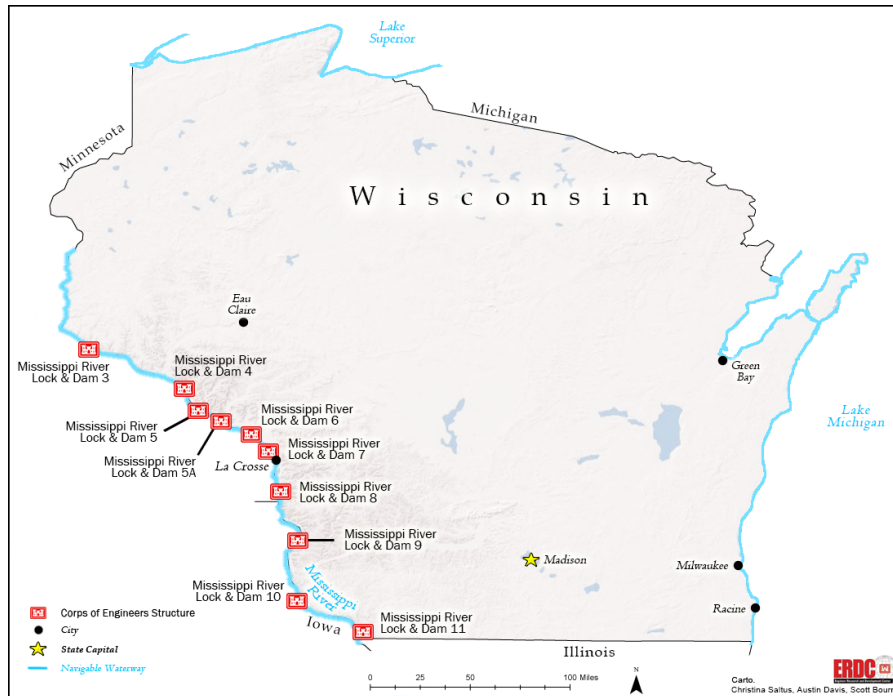 Lake
Superior
Michigan
Minnesota
Wisconsin
Eau
Claire
Mississippi River
Lock & Dam 3
Mississippi River
Lock & Dam 4
Green
Bay
Mississippi River
Lock & Dam 5
Mississippi River
Lock & Dam 6
Lake
Michigan
Mississippi River
Lock & Dam 5A
La Crosse
Mississippi River
Lock & Dam 7
Mississippi River
Lock & Dam 8
Mississippi River
Lock & Dam 9
Madison
Milwaukee
Mississippi River
Lock & Dam 10
Mississippi
River
Racine
Iowa
Mississippi River
Lock & Dam 11
Illinois
Corps of Engineers Structure
City
State Capital
Navigable Waterway
0 25 50 100 Miles
N
ERDC
Carto.
Christina Saltus, Austin Davis, Scott Bourn